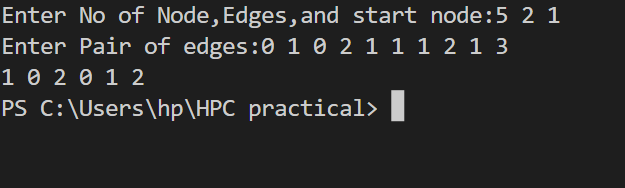 Enter No of Node,Edges,and start node:5 2 1
Enter Pair of edges:0 1 0 2 1 1 1 2 1 3
1 0 2 0 1 2
PS C:\Users\hp\HPC practical>